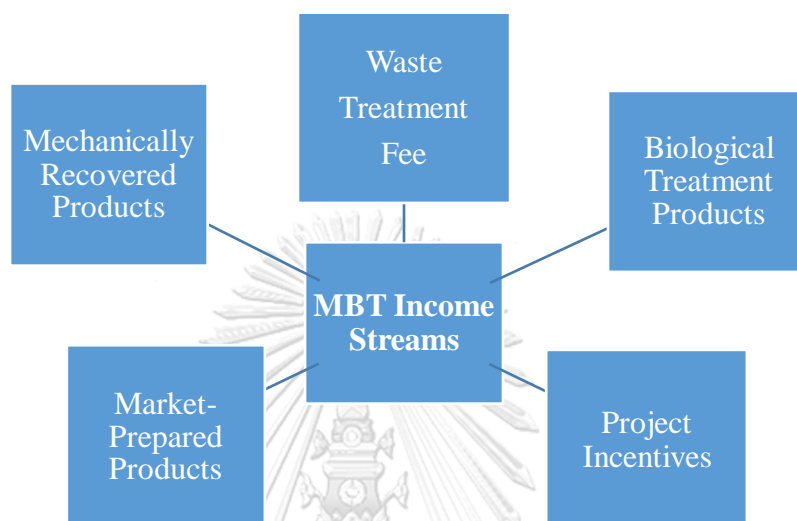 Waste
Treatment
Fee
Mechanically
Recovered
Products
Biological
Treatment
Products
MBT Income
Streams
Market-
Prepared
Products
Project
Incentives